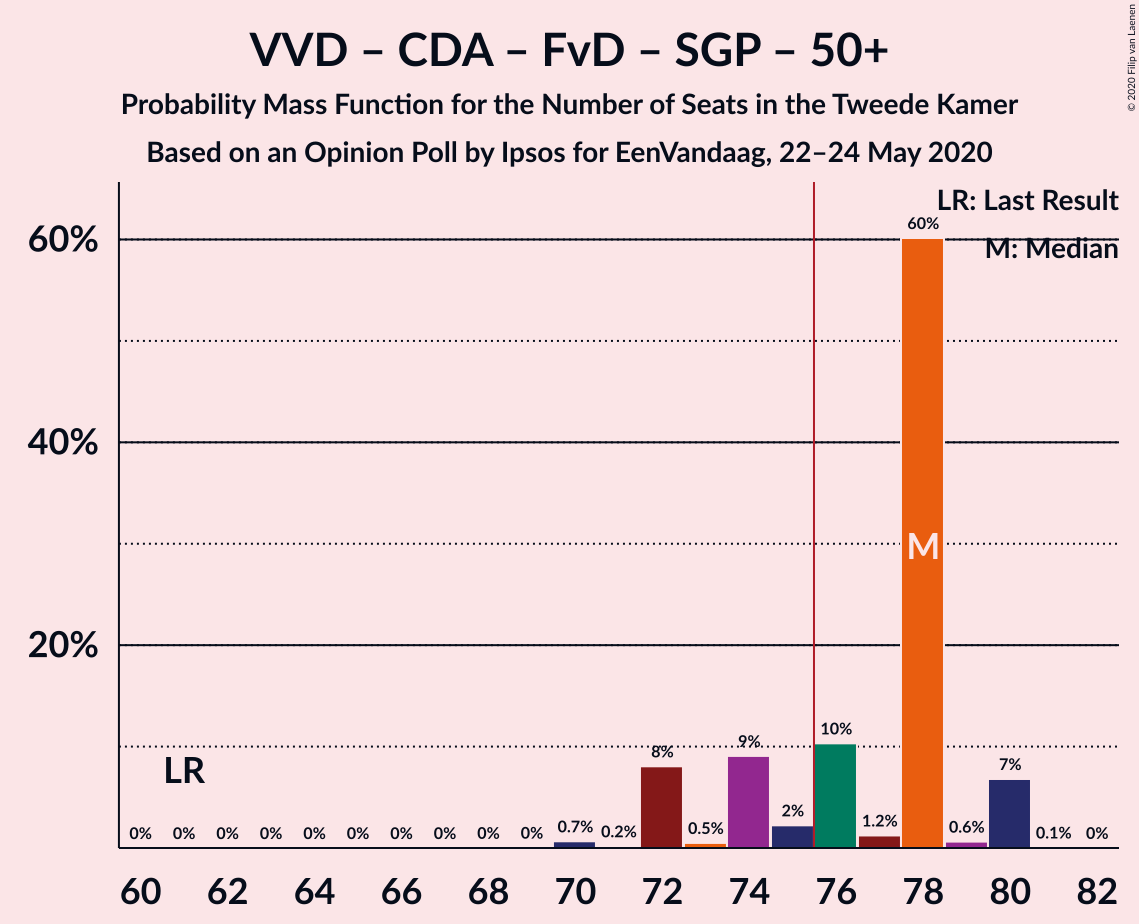 VVD – CDA – FvD – SGP – 50+
Probability Mass Function for the Number of Seats in the Tweede Kamer
Based on an Opinion Poll by Ipsos for EenVandaag, 22–24 May 2020
© 2020 Filip van Laenen
LR: Last Result
M: Median
60%
40%
20%
60%
M
LR
0% 0% 0% 0% 0% 0% 0% 0% 0% 0% 0.7% 0.2% 8% 0.5% 9% 2% 10% 1.2% 0.6% 7% 0.1% 0%
60 62 64 66 68 70 72 74 76 78 80 82